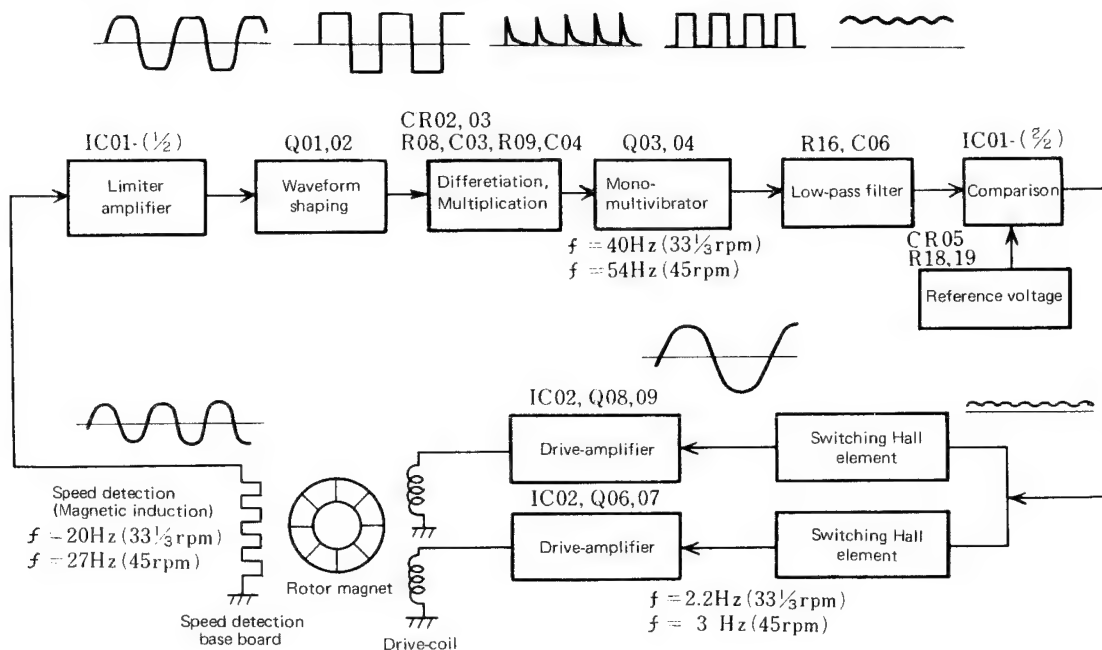 IC01-(½)
Limiter
amplifier
Q01,02
Waveform
shaping
CR02, 03
R08, C03, R09, C04
Differetiation,
Multiplication
Q03, 04
Mono-
multivibrator
f = 40Hz (33⅓rpm)
f = 54Hz (45rpm)
R16, C06
Low-pass filter
IC01-(2/2)
Comparison
CR05
R18,19
Reference voltage
IC02, Q08,09
Drive-amplifier
Switching Hall
element
IC02, Q06,07
Drive-amplifier
Switching Hall
element
f = 2.2Hz (33⅓rpm)
f = 3 Hz (45rpm)
Speed detection
(Magnetic induction)
f = 20Hz (33⅓rpm)
f = 27Hz (45rpm)
Rotor magnet
Speed detection
base board
Drive-coil